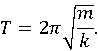 T = 2π√(m/k).